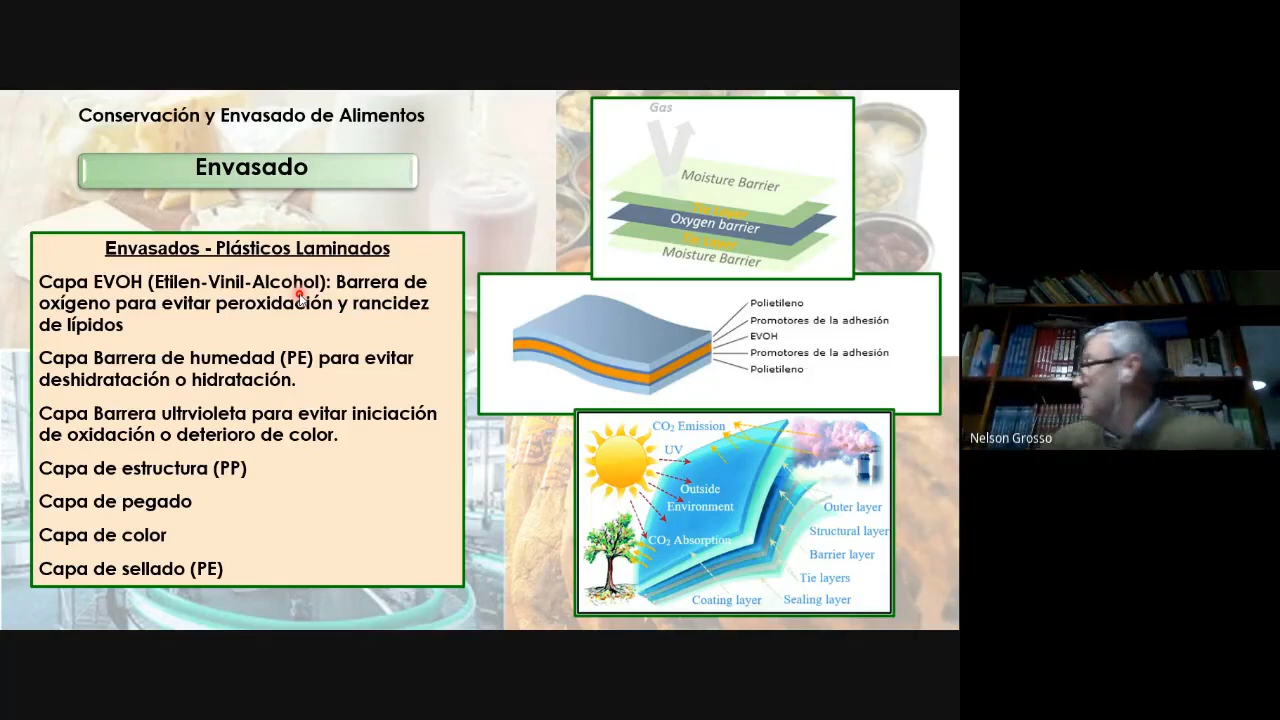 Conservación y Envasado de Alimentos
Envasado
Envasados - Plásticos Laminados
Capa EVOH (Etilen-Vinil-Alcohol): Barrera de
oxígeno para evitar peroxidación y rancidez
de lípidos
Capa Barrera de humedad (PE) para evitar
deshidratación o hidratación.
Capa Barrera ultrvioleta para evitar iniciación
de oxidación o deterioro de color.
Capa de estructura (PP)
Capa de pegado
Capa de color
Capa de sellado (PE)
Gas
Moisture Barrier
Tie Layer
Oxygen barrier
Tie Layer
Moisture Barrier
Polietileno
Promotores de la adhesión
EVOH
Promotores de la adhesión
Polietileno
CO₂ Emission
UV
Outside
Environment
CO₂ Absorption
Outer layer
Structural layer
Barrier layer
Tie layers
Sealing layer
Coating layer
Nelson Grosso